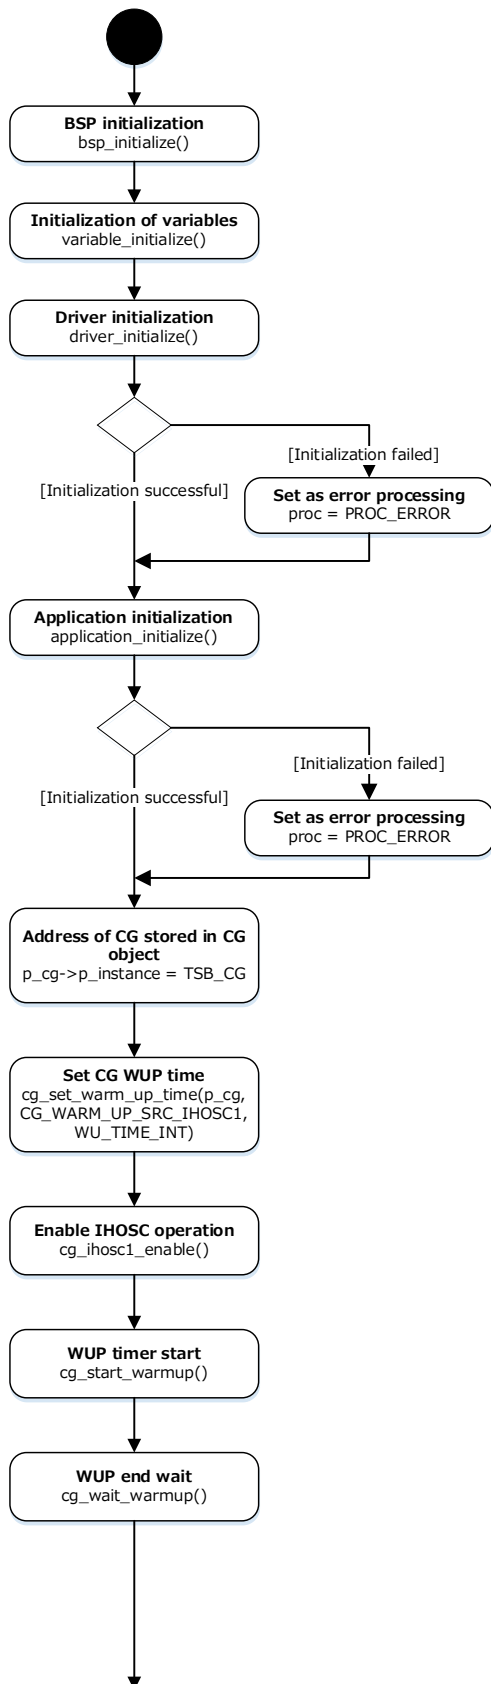 BSP initialization
bsp_initialize()
Initialization of variables
variable_initialize()
Driver initialization
driver_initialize()
[Initialization failed]
[Initialization successful]
Set as error processing
proc = PROC_ERROR
Application initialization
application_initialize()
[Initialization failed]
[Initialization successful]
Set as error processing
proc = PROC_ERROR
Address of CG stored in CG
object
p_cg->p_instance = TSB_CG
Set CG WUP time
cg_set_warm_up_time(p_cg,
CG_WARM_UP_SRC_IHOSC1,
WU_TIME_INT)
Enable IHOSC operation
cg_ihosc1_enable()
WUP timer start
cg_start_warmup()
WUP end wait
cg_wait_warmup()